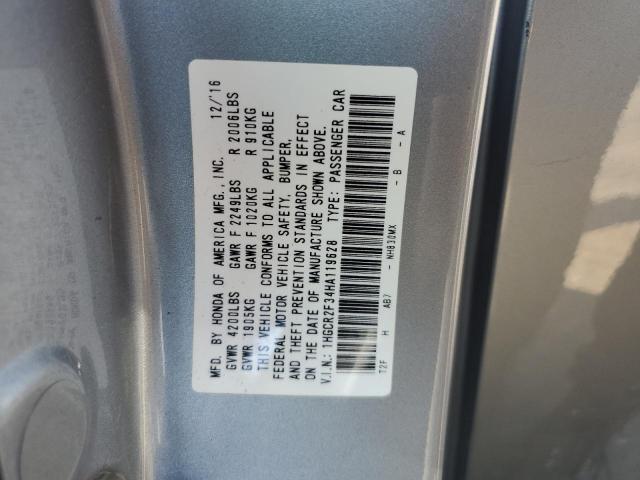 MFD. BY HONDA OF AMERICA MFG., INC. 12/'16
GVWR 4200LBS GAWR F 2249LBS R 2006LBS
GVWR 1905KG GAWR F 1020KG R 910KG
THIS VEHICLE CONFORMS TO ALL APPLICABLE
FEDERAL MOTOR VEHICLE SAFETY, BUMPER,
AND THEFT PREVENTION STANDARDS IN EFFECT
ON THE DATE OF MANUFACTURE SHOWN ABOVE.
V.I.N.: 1HGCR2F34HA119628 TYPE: PASSENGER CAR
T2F H AB7 - NH830MX - B - A